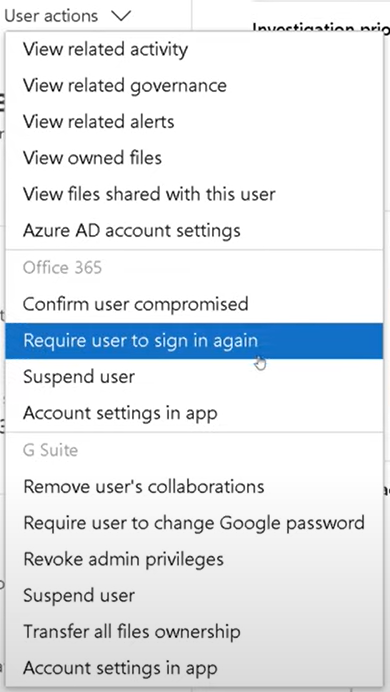 User actions
Investigation prio
View related activity
View related governance
View related alerts
View owned files
View files shared with this user
Azure AD account settings
Office 365
Confirm user compromised
Require user to sign in again
Suspend user
Account settings in app
G Suite
Remove user's collaborations
Require user to change Google password
Revoke admin privileges
Suspend user
Transfer all files ownership
Account settings in app